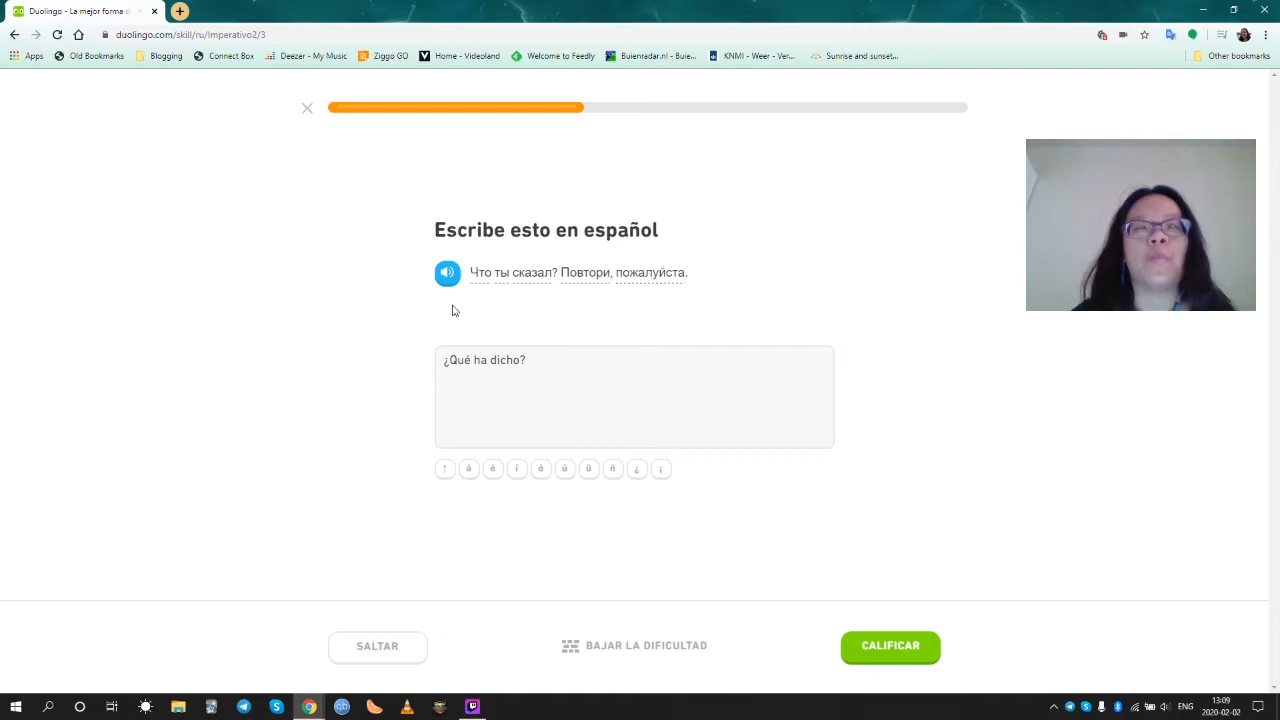 Duolingo - La mejor forma d
duolingo.com/skill/ru/Imperativo2/3
Apps
Old Bookmarks
Blogging
Connect Box
Deezer - My Music
Ziggo GO
Home - Videoland
Welcome to Feedly
Buienradar.nl - Buie...
KNMI - Weer - Ver...
Sunrise and sunset...
Other bookmarks
Escribe esto en español
Что ты сказал? Повтори, пожалуйста.
¿Qué ha dicho?
↑ á é í ó ú ü ñ ¿ ¡
SALTAR
BAJAR LA DIFICULTAD
CALIFICAR
ENG
13:09
2020-02-02